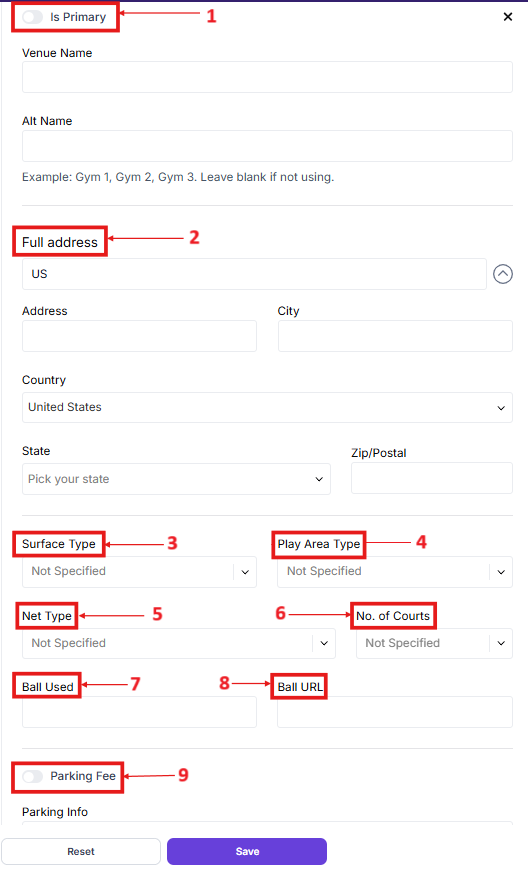 Is Primary 1
Venue Name
Alt Name
Example: Gym 1, Gym 2, Gym 3. Leave blank if not using.
Full address 2
US
Address City
Country
United States
State Zip/Postal
Pick your state
Surface Type 3 Play Area Type 4
Not Specified Not Specified
Net Type 5 6 No. of Courts
Not Specified Not Specified
Ball Used 7 8 Ball URL
Parking Fee 9
Parking Info
Reset Save